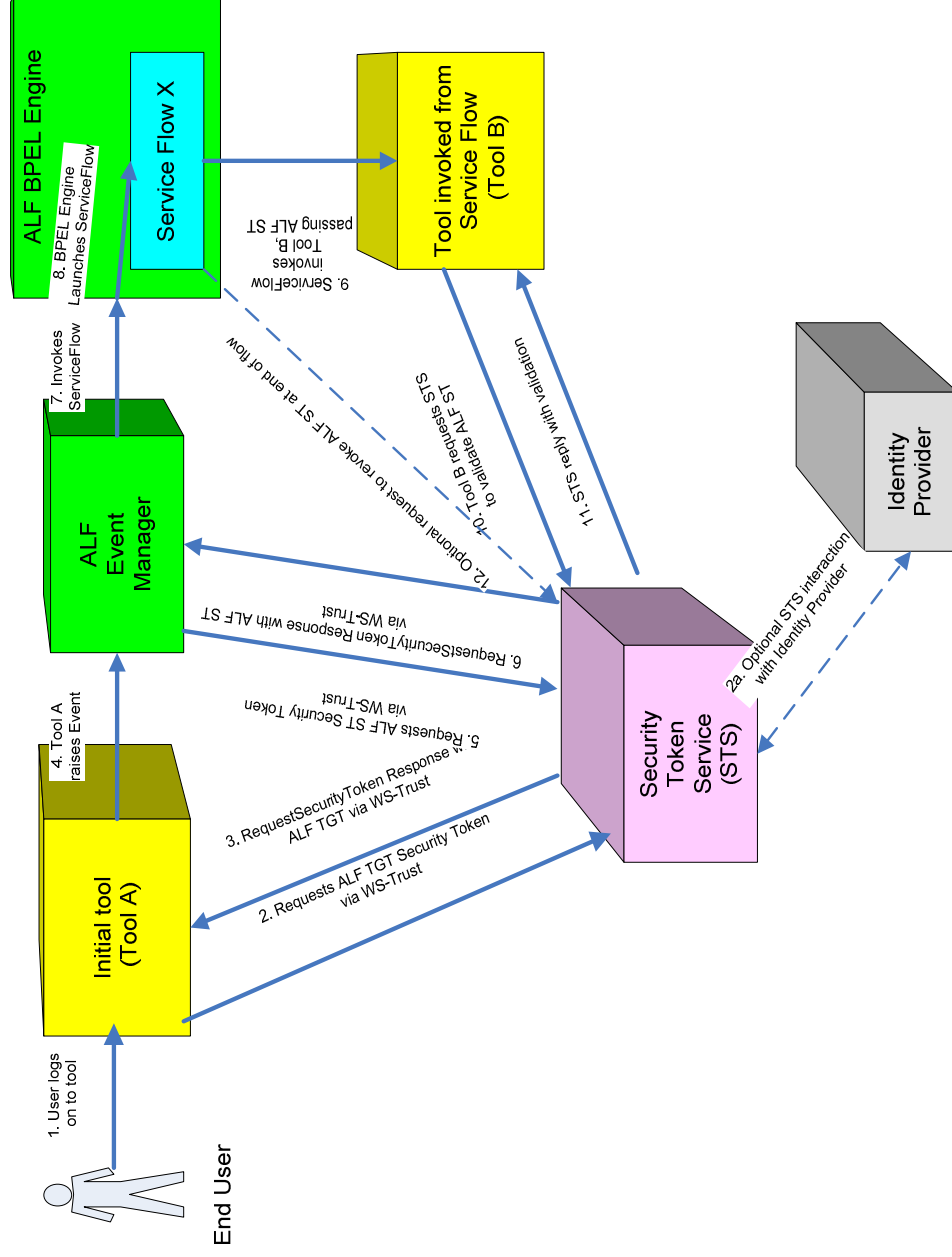 End User
1. User logs
on to tool
Initial tool
(Tool A)
2. Requests ALF TGT Security Token
via WS-Trust
2a. Optional STS interaction
with Identity Provider
3. RequestSecurityToken Response
ALF TGT via WS-Trust
4. Tool A
raises Event
ALF
Event
Manager
5. Requests ALF ST Security Token
via WS-Trust
6. RequestSecurityToken Response with ALF ST
via WS-Trust
7. Invokes
ServiceFlow
8. BPEL Engine
Launches ServiceFlow
ALF BPEL Engine
Service Flow X
9. ServiceFlow
invokes
Tool B,
passing ALF ST
Tool invoked from
Service Flow
(Tool B)
10. Tool B requests STS
to validate ALF ST
11. STS reply with validation
12. Optional request to revoke ALF ST at end of flow
Security
Token
Service
(STS)
Identity
Provider